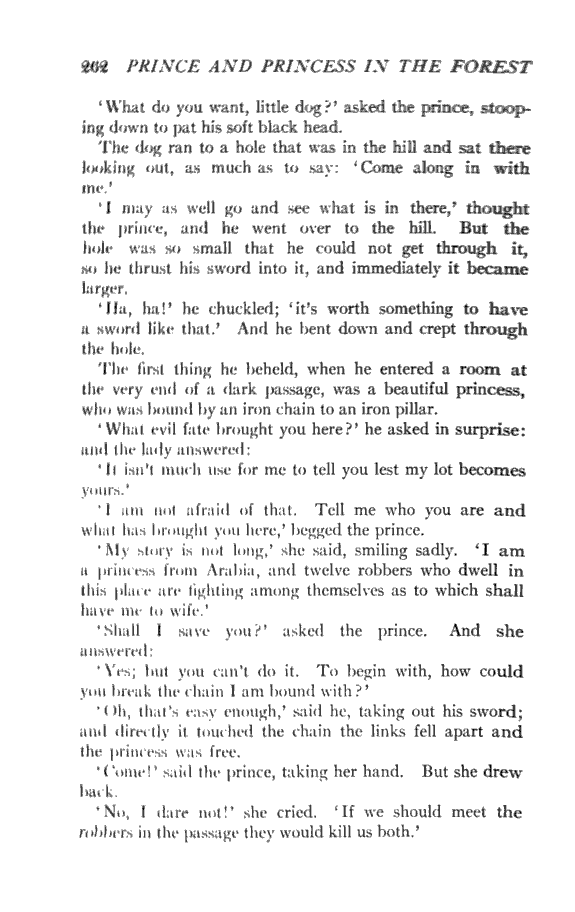 262 PRINCE AND PRINCESS IN THE FOREST
‘What do you want, little dog?’ asked the prince, stoop-
ing down to pat his soft black head.
The dog ran to a hole that was in the hill and sat there
looking out, as much as to say: ‘Come along in with
me.’
‘I may as well go and see what is in there,’ thought
the prince, and he went over to the hill. But the
hole was so small that he could not get through it,
so he thrust his sword into it, and immediately it became
larger.
‘Ha, ha!’ he chuckled; ‘it’s worth something to have
a sword like that.’ And he bent down and crept through
the hole.
The first thing he beheld, when he entered a room at
the very end of a dark passage, was a beautiful princess,
who was bound by an iron chain to an iron pillar.
‘What evil fate brought you here?’ he asked in surprise:
and the lady answered:
‘It isn’t much use for me to tell you lest my lot becomes
yours.’
‘I am not afraid of that. Tell me who you are and
what has brought you here,’ begged the prince.
‘My story is not long,’ she said, smiling sadly. ‘I am
a princess from Arabia, and twelve robbers who dwell in
this place are fighting among themselves as to which shall
have me to wife.’
‘Shall I save you?’ asked the prince. And she
answered:
‘Yes; but you can’t do it. To begin with, how could
you break the chain I am bound with?’
‘Oh, that’s easy enough,’ said he, taking out his sword;
and directly it touched the chain the links fell apart and
the princess was free.
‘Come!’ said the prince, taking her hand. But she drew
back.
‘No, I dare not!’ she cried. ‘If we should meet the
robbers in the passage they would kill us both.’